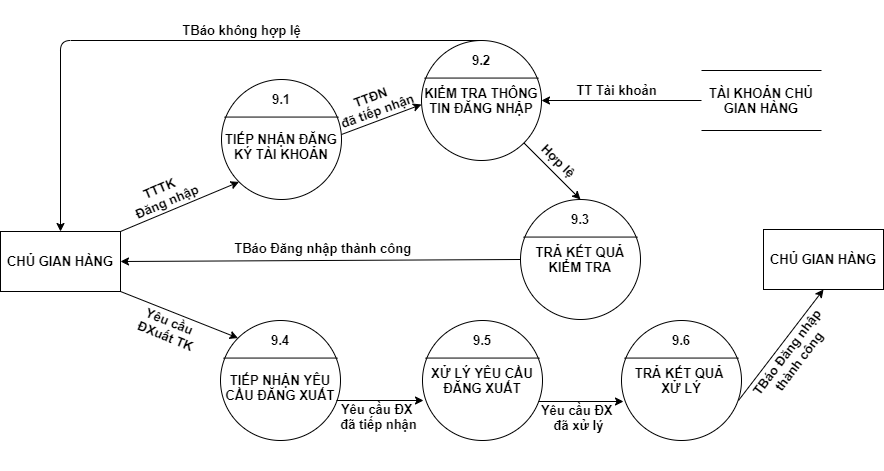 TBáo không hợp lệ
9.2
KIỂM TRA THÔNG
TIN ĐĂNG NHẬP
TT Tài khoản
TÀI KHOẢN CHỦ
GIAN HÀNG
9.1
TIẾP NHẬN ĐĂNG
KÝ TÀI KHOẢN
TTĐN
đã tiếp nhận
TTTK
Đăng nhập
Hợp lệ
9.3
TRẢ KẾT QUẢ
KIỂM TRA
TBáo Đăng nhập thành công
CHỦ GIAN HÀNG
CHỦ GIAN HÀNG
Yêu cầu
ĐXuất TK
9.4
TIẾP NHẬN YÊU
CẦU ĐĂNG XUẤT
Yêu cầu ĐX
đã tiếp nhận
9.5
XỬ LÝ YÊU CẦU
ĐĂNG XUẤT
Yêu cầu ĐX
đã xử lý
9.6
TRẢ KẾT QUẢ
XỬ LÝ
TBáo Đăng nhập
thành công